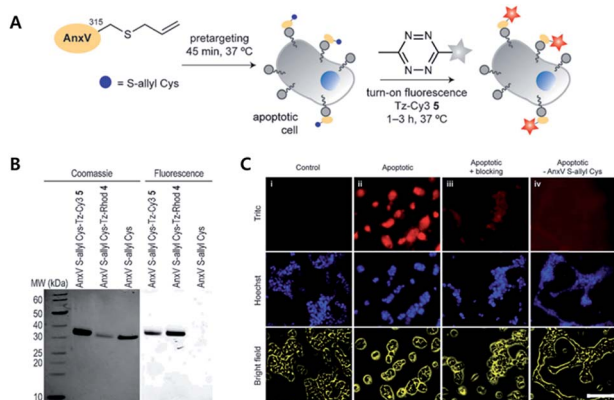 A
AnxV
315
S
= S-allyl Cys
pretargeting
45 min, 37 ºC
apoptotic
cell
N=N
N-N
turn-on fluorescence
Tz-Cy3 5
1–3 h, 37 ºC
B
Coomassie
Fluorescence
AnxV S-allyl Cys-Tz-Cy3 5
AnxV S-allyl Cys-Tz-Rhod 4
AnxV S-allyl Cys
AnxV S-allyl Cys-Tz-Cy3 5
AnxV S-allyl Cys-Tz-Rhod 4
AnxV S-allyl Cys
MW (kDa)
60
50
40
30
25
20
10
C
Control
Apoptotic
Apoptotic
+ blocking
Apoptotic
- AnxV S-allyl Cys
i
ii
iii
iv
Tritc
Hoechst
Bright field